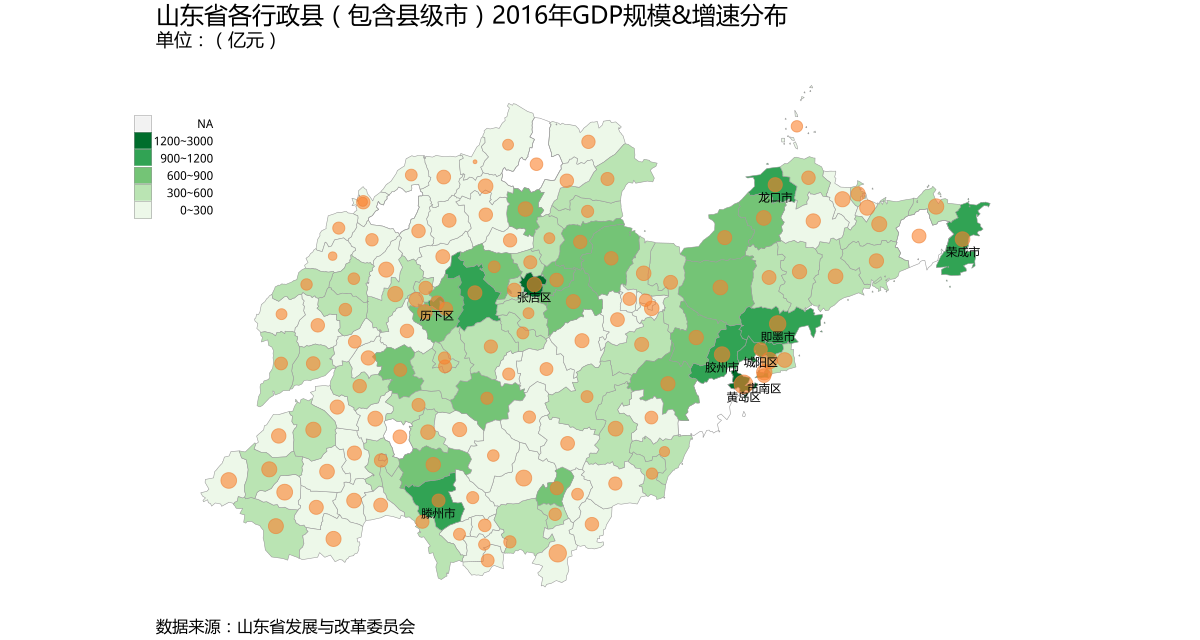 山东省各行政县（包含县级市）2016年GDP规模&增速分布
单位：（亿元）
NA
1200~3000
900~1200
600~900
300~600
0~300
龙口市
荣成市
张店区
历下区
即墨市
城阳区
胶州市
市南区
黄岛区
滕州市
数据来源：山东省发展与改革委员会